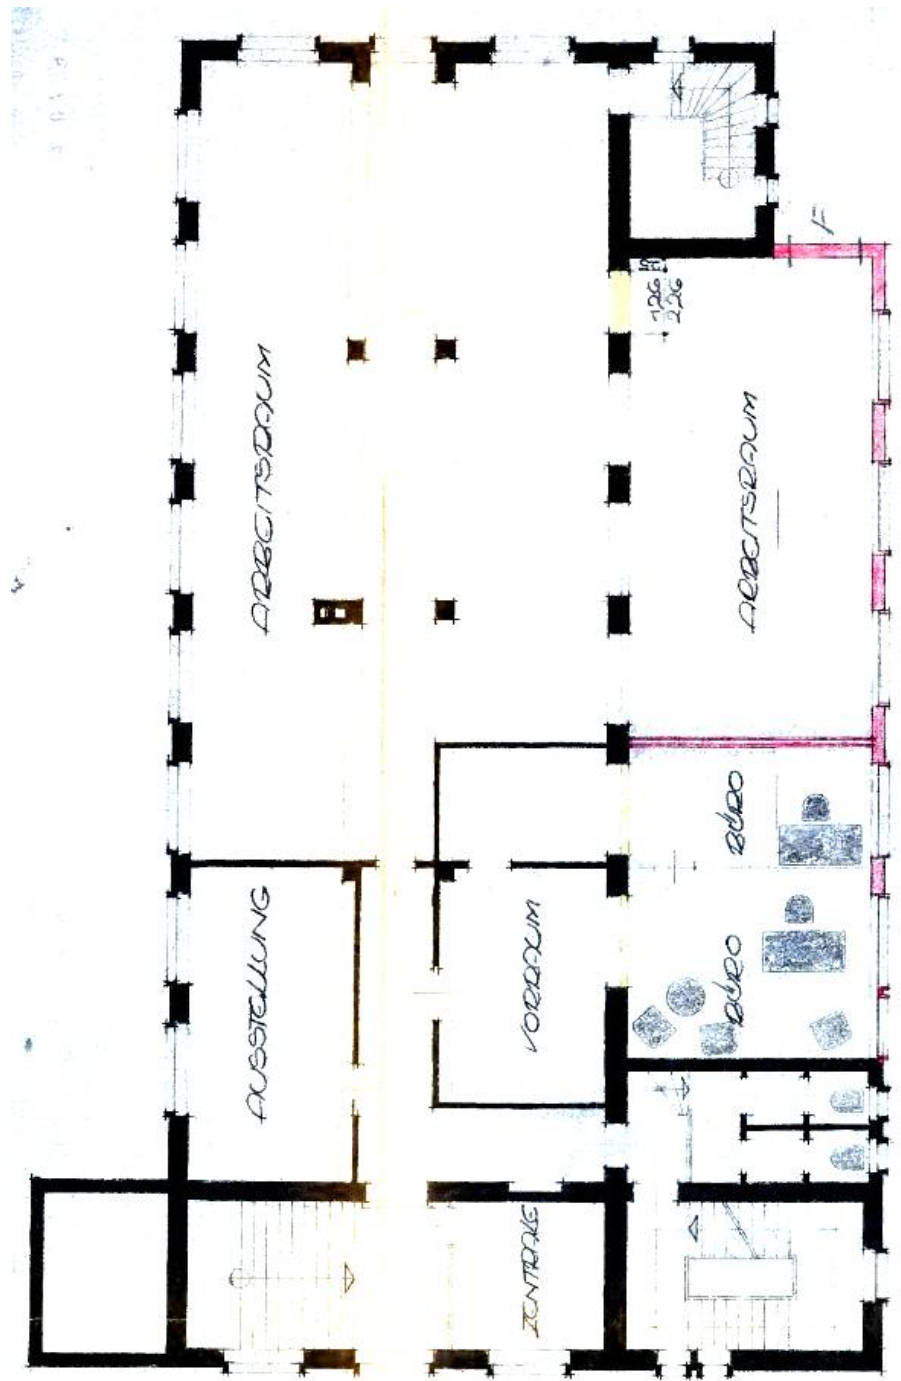 F
126
226
ARBEITSRAUM
ARBEITSRAUM
BÜRO
AUSSTELLUNG
VORRAUM
BÜRO
ZENTRALE